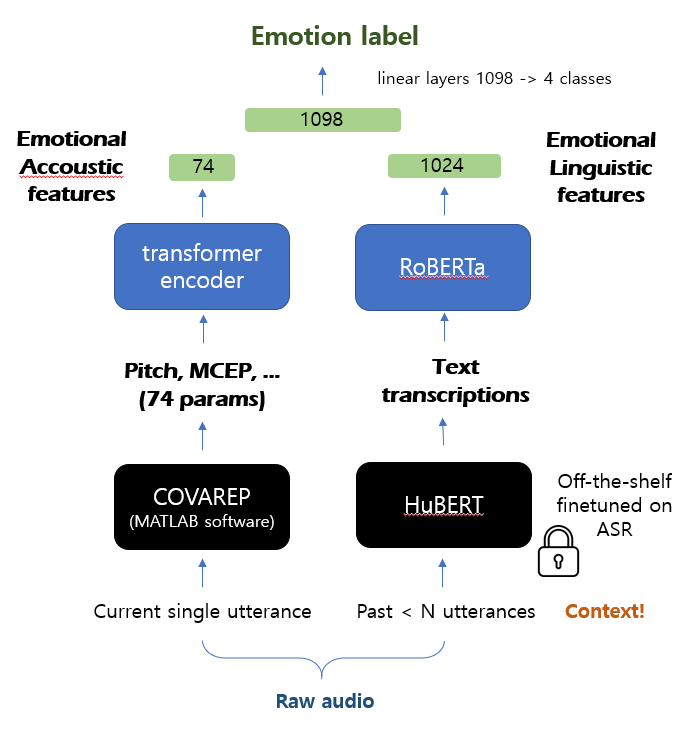 Emotion label
linear layers 1098 -> 4 classes
1098
Emotional
Accoustic
features
74
1024
Emotional
Linguistic
features
transformer
encoder
RoBERTa
Pitch, MCEP, ...
(74 params)
Text
transcriptions
COVAREP
(MATLAB software)
HuBERT
Off-the-shelf
finetuned on
ASR
Current single utterance
Past < N utterances
Context!
Raw audio